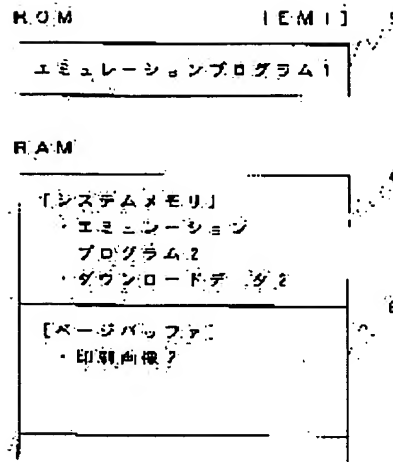 ROM [EMI]
エミュレーションプログラム1
RAM
[システムメモリ]
・エミュレーション
プログラム2
・ダウンロードデータ2
[ページバッファ]
・印刷画像2